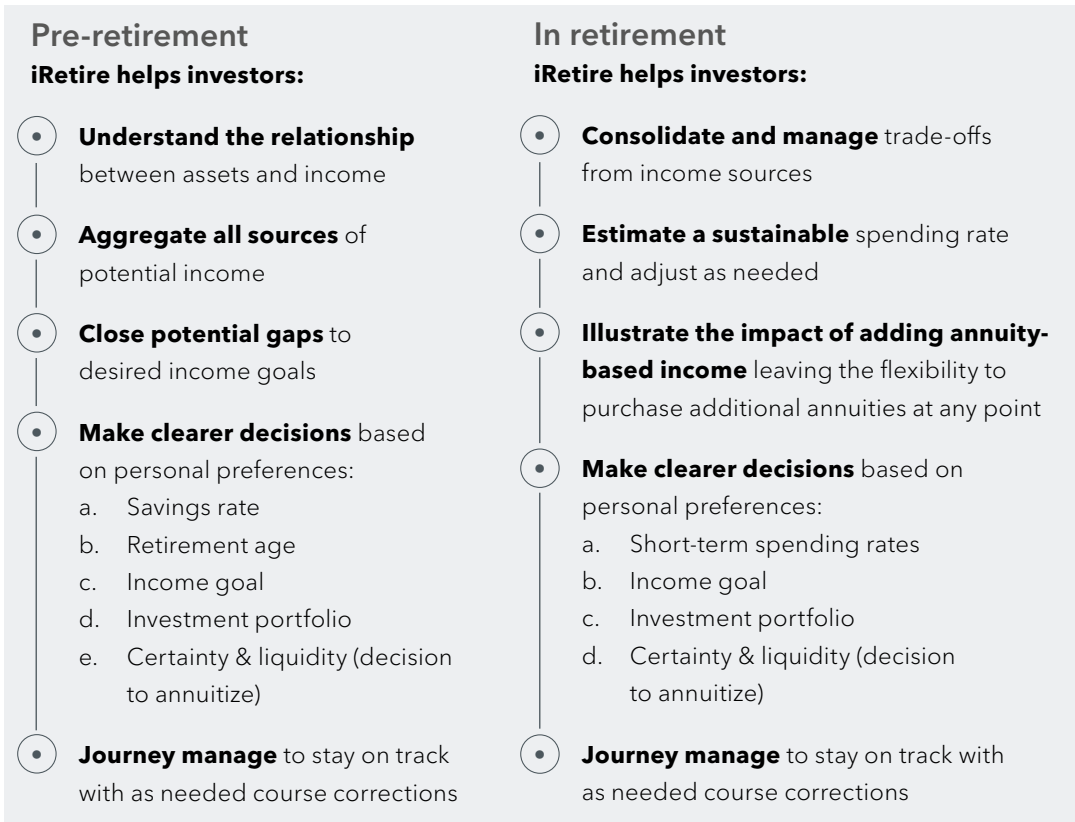 Pre-retirement
iRetire helps investors:
Understand the relationship
between assets and income
Aggregate all sources of
potential income
Close potential gaps to
desired income goals
Make clearer decisions based
on personal preferences:
a. Savings rate
b. Retirement age
c. Income goal
d. Investment portfolio
e. Certainty & liquidity (decision
to annuitize)
Journey manage to stay on track
with as needed course corrections
In retirement
iRetire helps investors:
Consolidate and manage trade-offs
from income sources
Estimate a sustainable spending rate
and adjust as needed
Illustrate the impact of adding annuity-
based income leaving the flexibility to
purchase additional annuities at any point
Make clearer decisions based on
personal preferences:
a. Short-term spending rates
b. Income goal
c. Investment portfolio
d. Certainty & liquidity (decision
to annuitize)
Journey manage to stay on track with
as needed course corrections